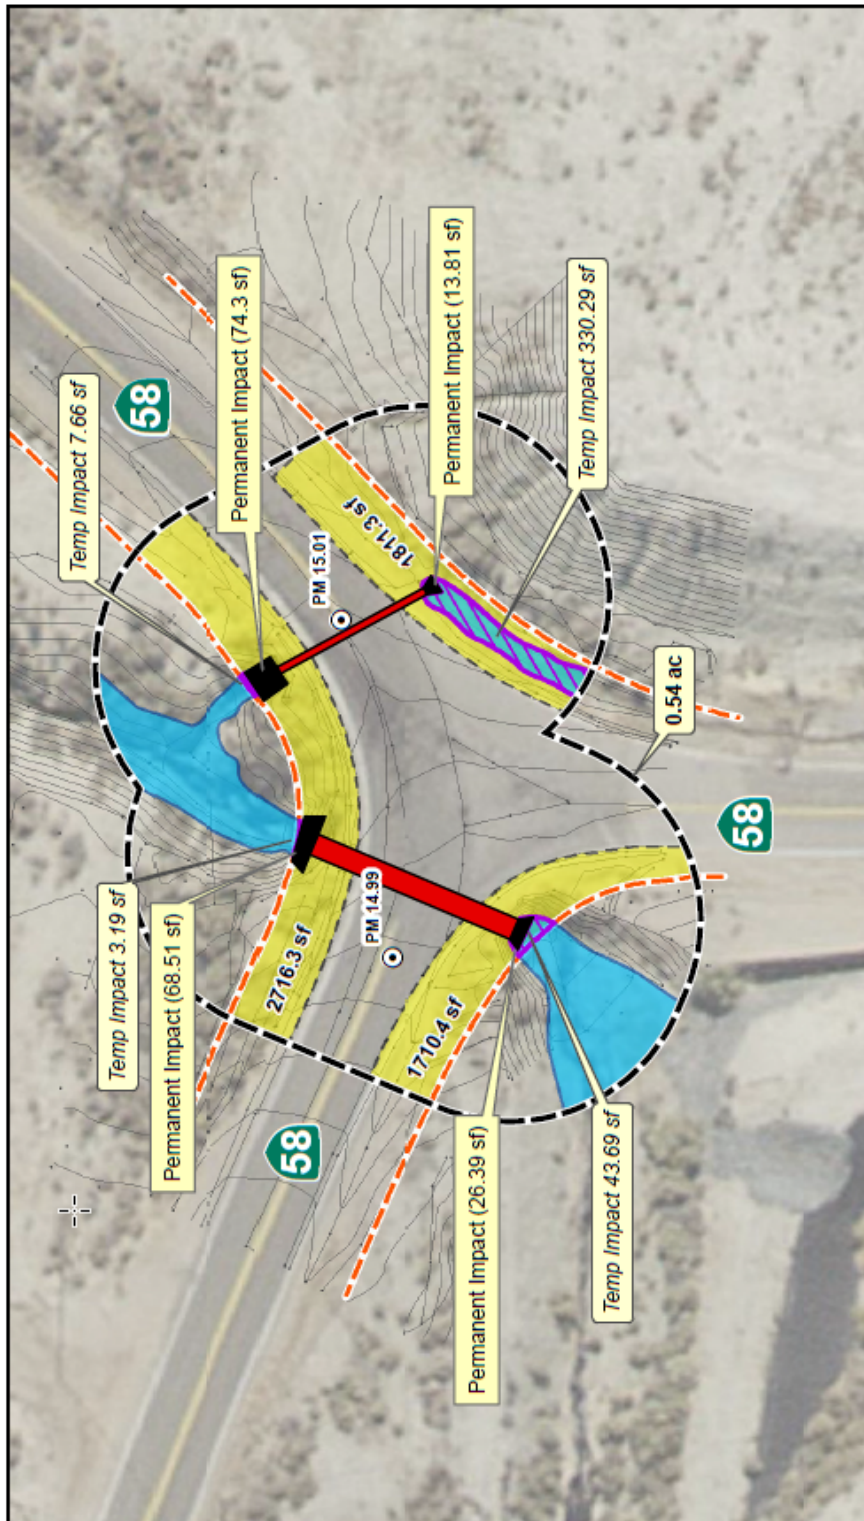 Temp Impact 7.66 sf
58
Permanent Impact (74.3 sf)
Permanent Impact (13.81 sf)
Temp Impact 330.29 sf
1811.3 sf
PM 15.01
0.54 ac
58
Temp Impact 3.19 sf
Permanent Impact (68.51 sf)
2716.3 sf
PM 14.99
1710.4 sf
58
Permanent Impact (26.39 sf)
Temp Impact 43.69 sf